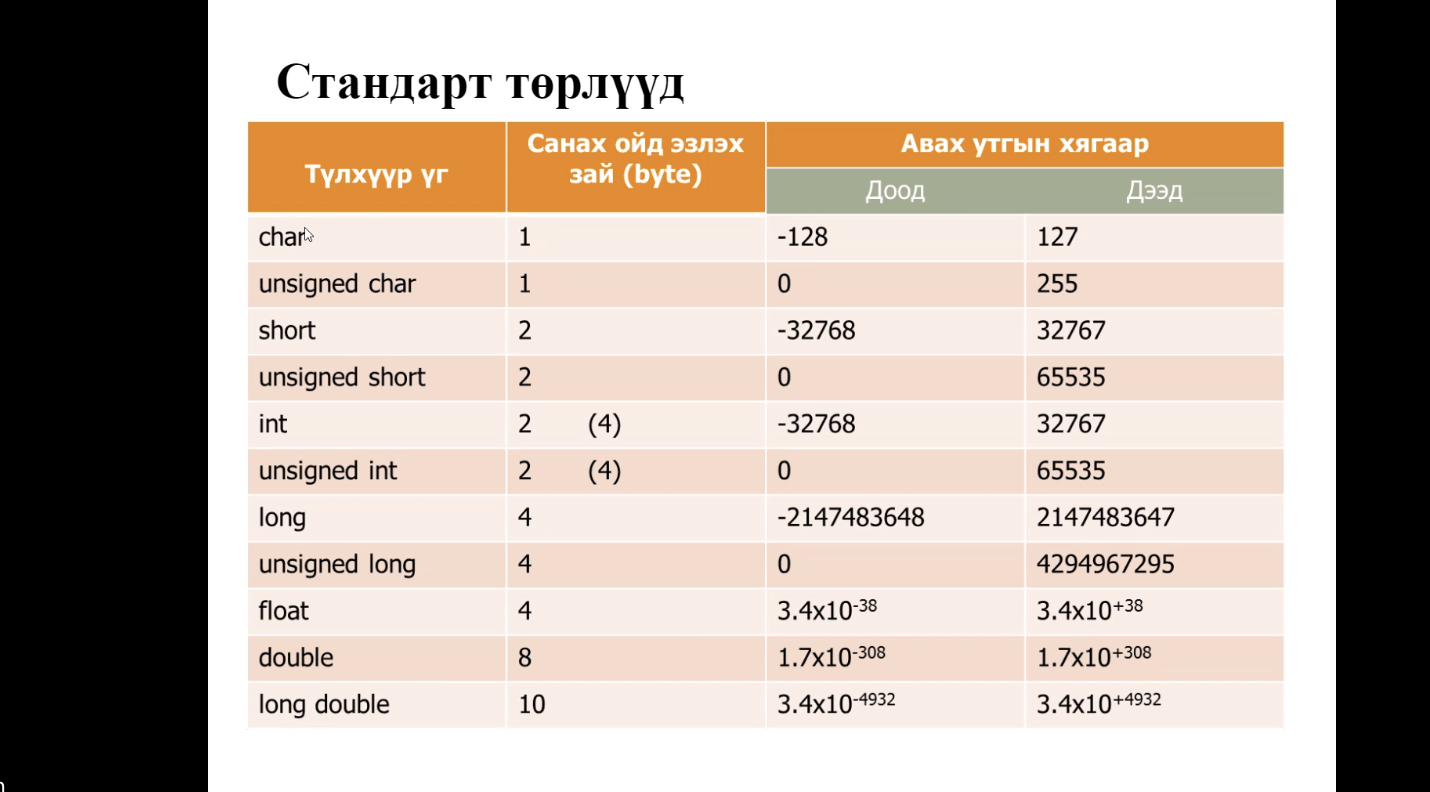 Стандарт төрлүүд
Түлхүүр үг
Санах ойд эзлэх
зай (byte)
Авах утгын хягаар
Доод Дээд
char 1 -128 127
unsigned char 1 0 255
short 2 -32768 32767
unsigned short 2 0 65535
int 2 (4) -32768 32767
unsigned int 2 (4) 0 65535
long 4 -2147483648 2147483647
unsigned long 4 0 4294967295
float 4 3.4x10⁻³⁸ 3.4x10⁺³⁸
double 8 1.7x10⁻³⁰⁸ 1.7x10⁺³⁰⁸
long double 10 3.4x10⁻⁴⁹³² 3.4x10⁺⁴⁹³²